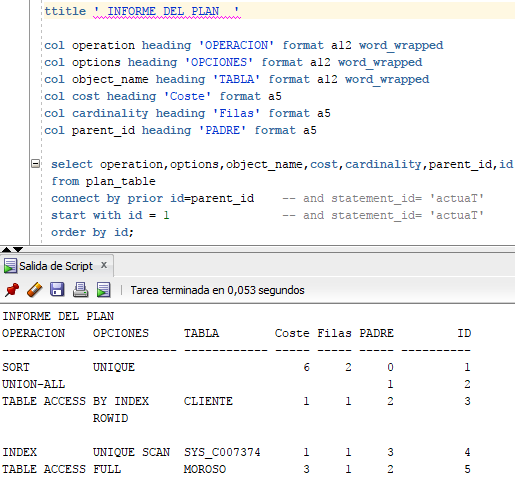 ttitle ' INFORME DEL PLAN  '
col operation heading 'OPERACION' format a12 word_wrapped
col options heading 'OPCIONES' format a12 word_wrapped
col object_name heading 'TABLA' format a12 word_wrapped
col cost heading 'Coste' format a5
col cardinality heading 'Filas' format a5
col parent_id heading 'PADRE' format a5
select operation,options,object_name,cost,cardinality,parent_id,id
from plan_table
connect by prior id=parent_id    -- and statement_id= 'actuaT'
start with id = 1                -- and statement_id= 'actuaT'
order by id;
Salida de Script x
Tarea terminada en 0,053 segundos
INFORME DEL PLAN
OPERACION    OPCIONES     TABLA        Coste Filas PADRE         ID
------------ ------------ ------------ ----- ----- ----- ----------
SORT         UNIQUE                        6     2     0          1
UNION-ALL                                              1          2
TABLE ACCESS BY INDEX     CLIENTE          1     1     2          3
             ROWID
INDEX        UNIQUE SCAN  SYS_C007374      1     1     3          4
TABLE ACCESS FULL         MOROSO           3     1     2          5